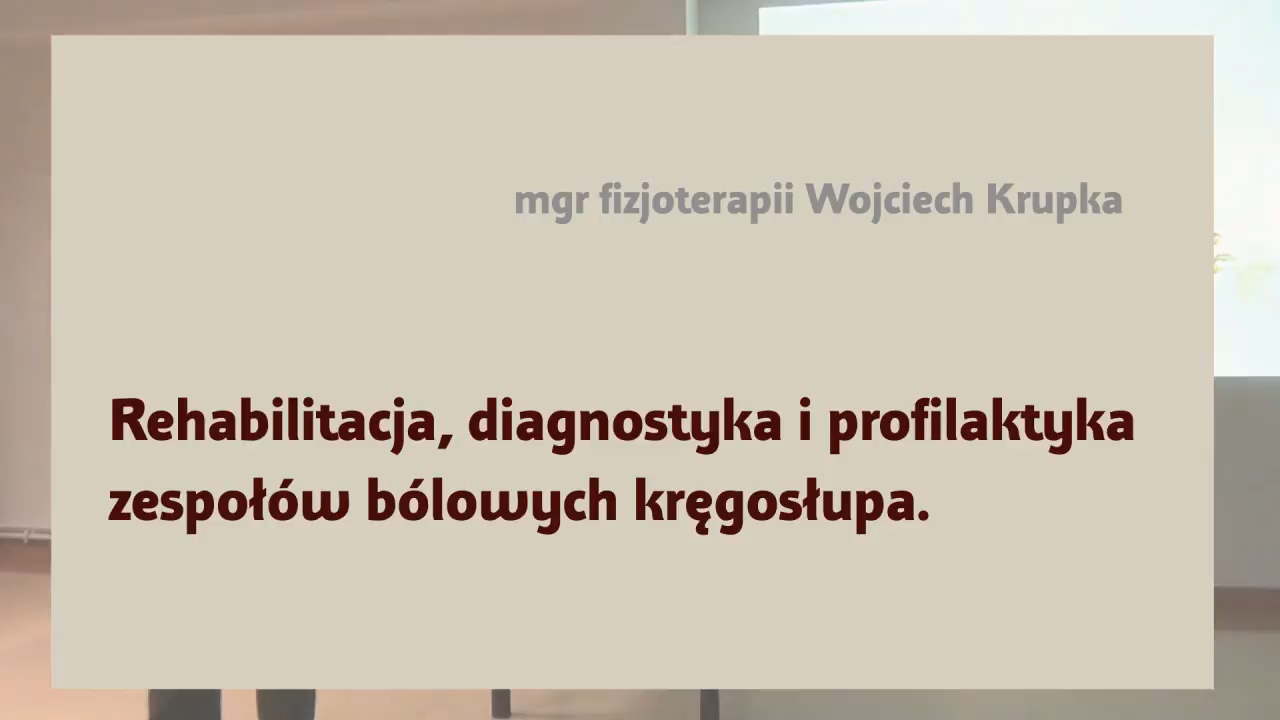 mgr fizjoterapii Wojciech Krupka
Rehabilitacja, diagnostyka i profilaktyka
zespołów bólowych kręgosłupa.